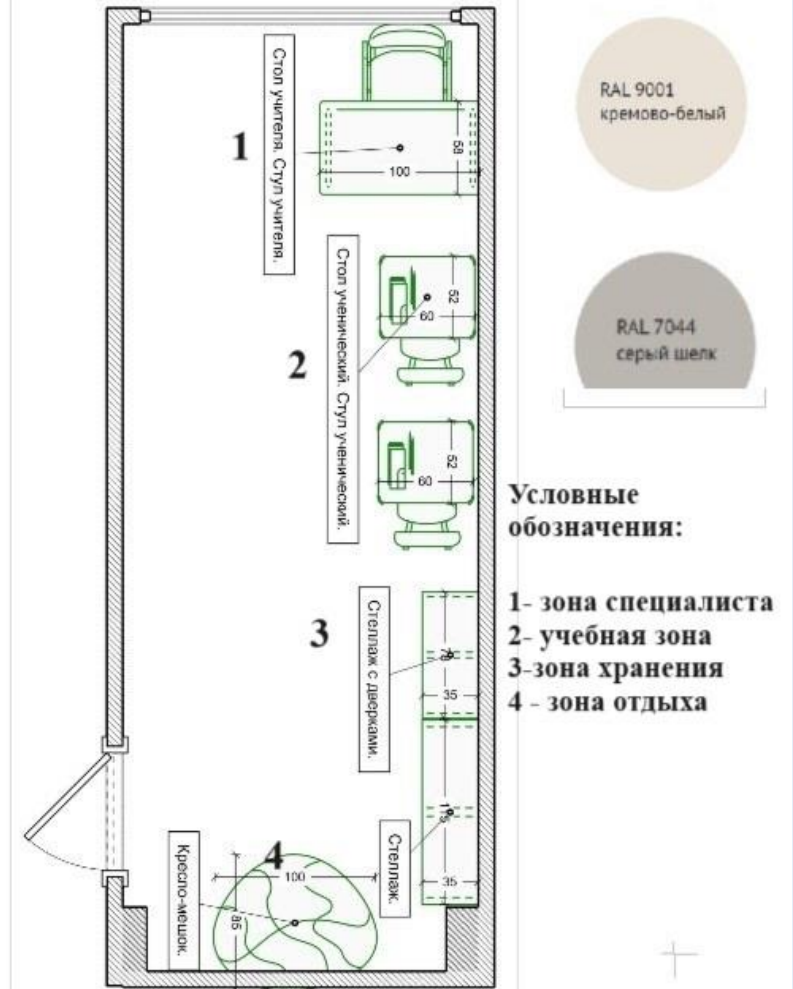 1
Стол учителя. Стул учителя.
58
100
2
Стол ученический. Стул ученический.
52
60
52
60
3
Стеллаж с дверками.
35
Стеллаж.
35
4
Кресло-мешок.
100
85
RAL 9001
кремово-белый
RAL 7044
серый шелк
Условные
обозначения:
1- зона специалиста
2- учебная зона
3-зона хранения
4 - зона отдыха